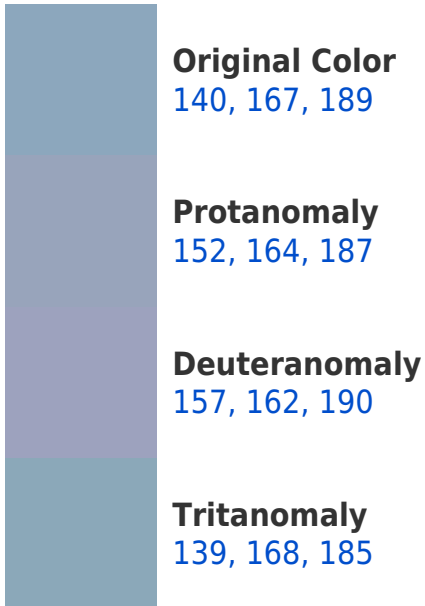 Original Color
140, 167, 189
Protanomaly
152, 164, 187
Deuteranomaly
157, 162, 190
Tritanomaly
139, 168, 185